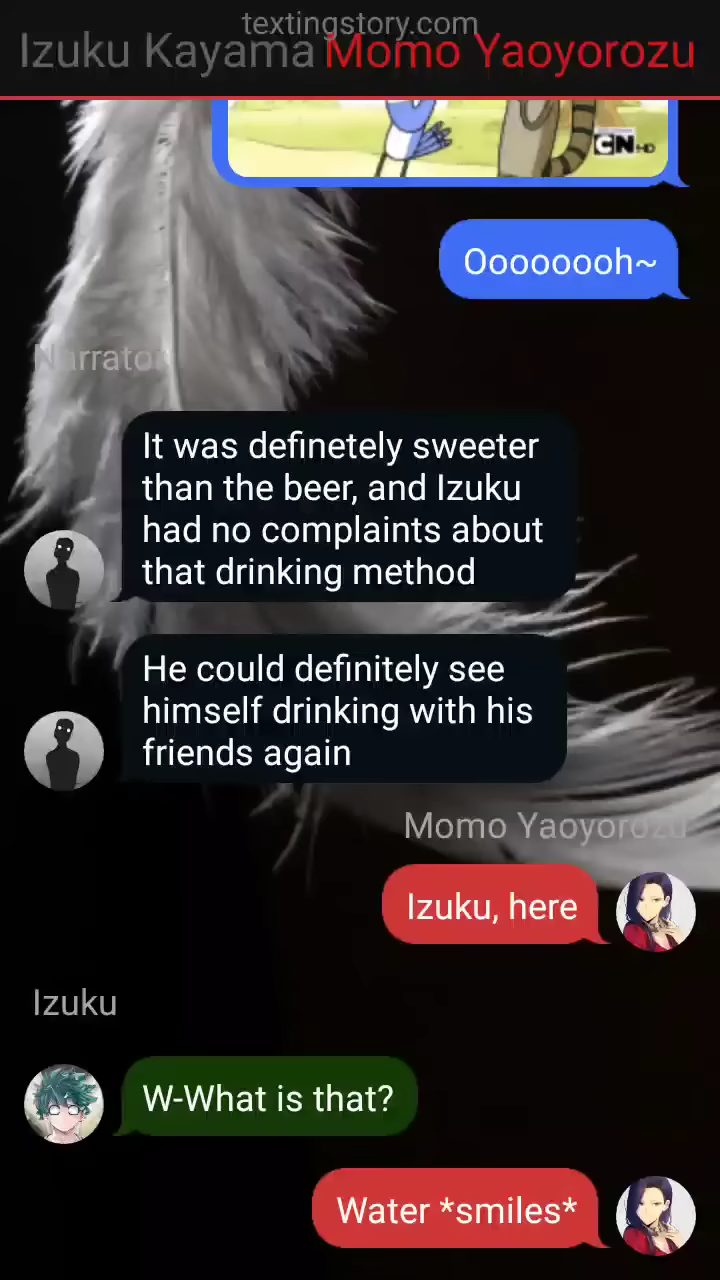 textingstory.com
Izuku Kayama Momo Yaoyorozu
CN HD
Oooooooh~
Narrator
It was definetely sweeter
than the beer, and Izuku
had no complaints about
that drinking method
He could definitely see
himself drinking with his
friends again
Momo Yaoyorozu
Izuku, here
Izuku
W-What is that?
Water *smiles*